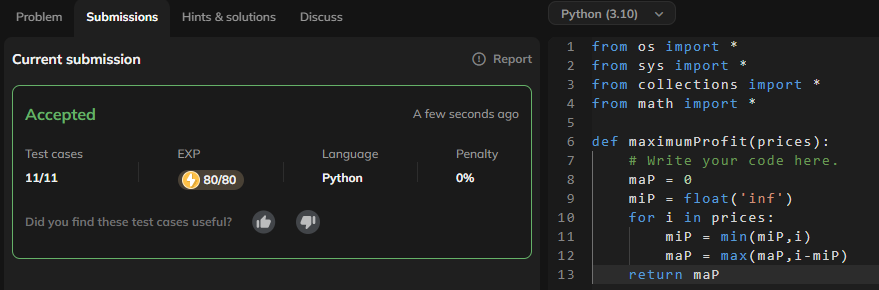 Problem
Submissions
Hints & solutions
Discuss
Current submission
Report
Accepted
A few seconds ago
Test cases
EXP
Language
Penalty
11/11
80/80
Python
0%
Did you find these test cases useful?
Python (3.10)
1 from os import *
2 from sys import *
3 from collections import *
4 from math import *
5
6 def maximumProfit(prices):
7     # Write your code here.
8     maP = 0
9     miP = float('inf')
10     for i in prices:
11         miP = min(miP,i)
12         maP = max(maP,i-miP)
13     return maP